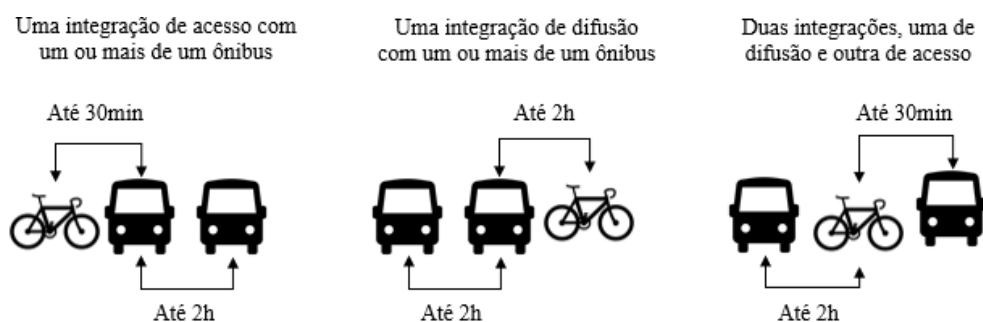 Uma integração de acesso com
um ou mais de um ônibus
Até 30min
Até 2h
Uma integração de difusão
com um ou mais de um ônibus
Até 2h
Até 2h
Duas integrações, uma de
difusão e outra de acesso
Até 30min
Até 2h